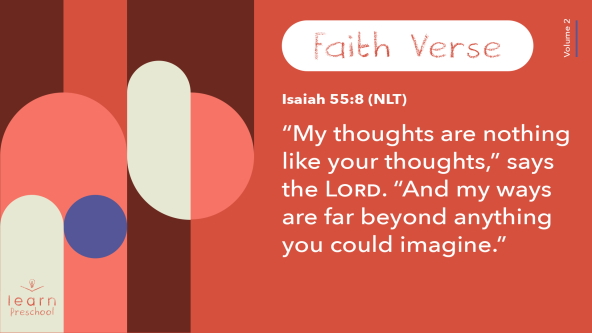 Faith Verse
Volume 2
Isaiah 55:8 (NLT)
“My thoughts are nothing
like your thoughts,” says
the LORD. “And my ways
are far beyond anything
you could imagine.”
learn
Preschool